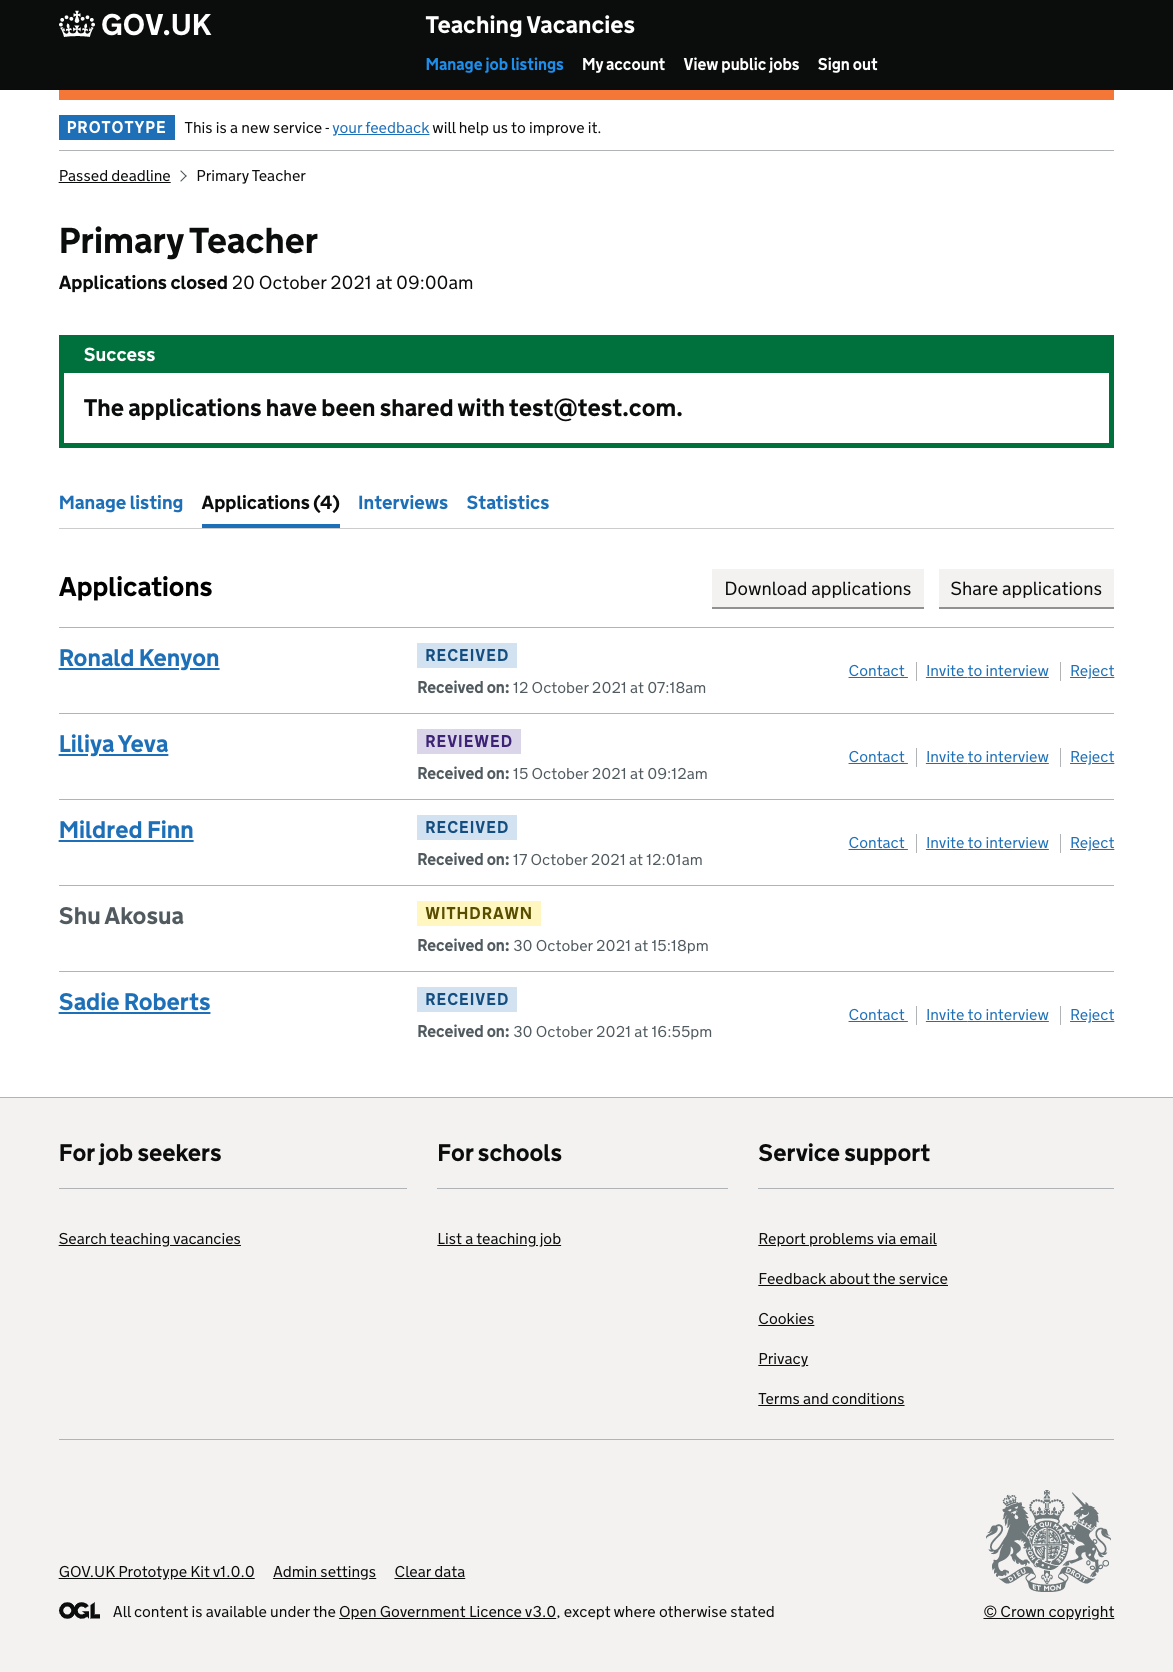 GOV.UK
Teaching Vacancies
Manage job listings My account View public jobs Sign out
PROTOTYPE This is a new service - your feedback will help us to improve it.
Passed deadline > Primary Teacher
Primary Teacher
Applications closed 20 October 2021 at 09:00am
Success
The applications have been shared with test@test.com.
Manage listing Applications (4) Interviews Statistics
Applications
Download applications Share applications
Ronald Kenyon
RECEIVED
Received on: 12 October 2021 at 07:18am
Contact Invite to interview Reject
Liliya Yeva
REVIEWED
Received on: 15 October 2021 at 09:12am
Contact Invite to interview Reject
Mildred Finn
RECEIVED
Received on: 17 October 2021 at 12:01am
Contact Invite to interview Reject
Shu Akosua
WITHDRAWN
Received on: 30 October 2021 at 15:18pm
Sadie Roberts
RECEIVED
Received on: 30 October 2021 at 16:55pm
Contact Invite to interview Reject
For job seekers
Search teaching vacancies
For schools
List a teaching job
Service support
Report problems via email
Feedback about the service
Cookies
Privacy
Terms and conditions
GOV.UK Prototype Kit v1.0.0 Admin settings Clear data
OGL All content is available under the Open Government Licence v3.0, except where otherwise stated
DIEU ET MON DROIT
© Crown copyright